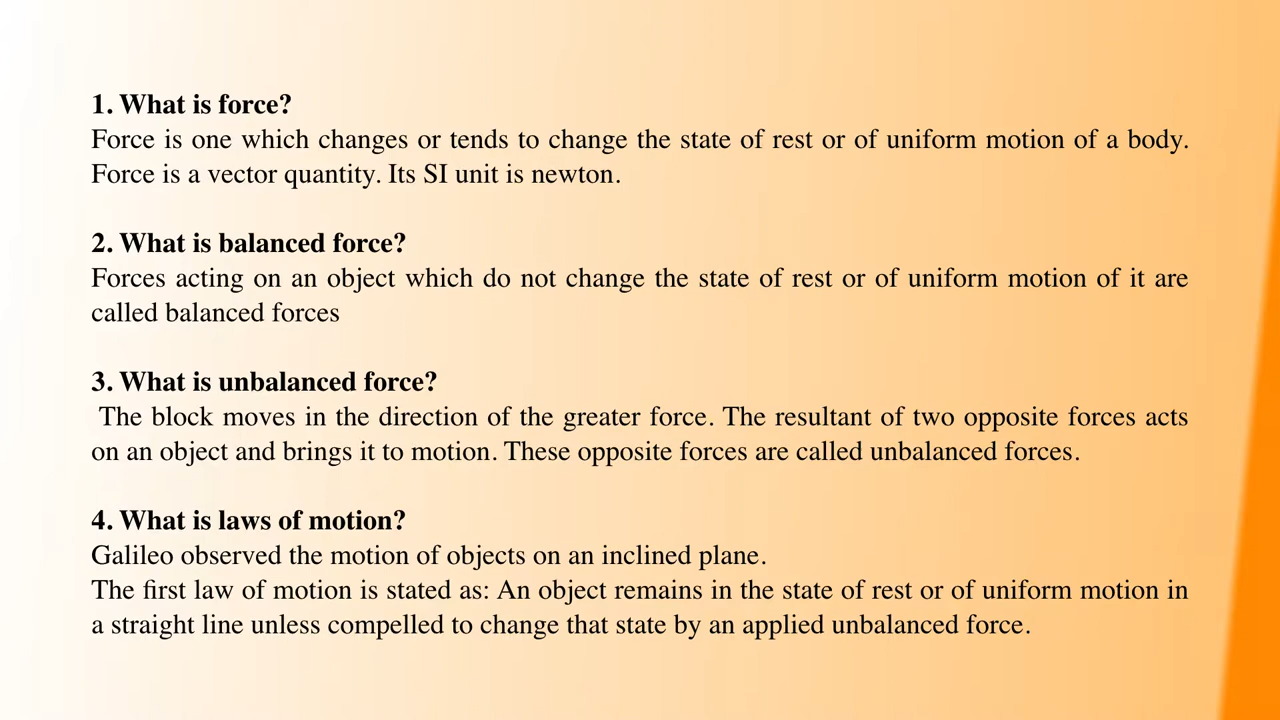 1. What is force?
Force is one which changes or tends to change the state of rest or of uniform motion of a body.
Force is a vector quantity. Its SI unit is newton.
2. What is balanced force?
Forces acting on an object which do not change the state of rest or of uniform motion of it are
called balanced forces
3. What is unbalanced force?
The block moves in the direction of the greater force. The resultant of two opposite forces acts
on an object and brings it to motion. These opposite forces are called unbalanced forces.
4. What is laws of motion?
Galileo observed the motion of objects on an inclined plane.
The first law of motion is stated as: An object remains in the state of rest or of uniform motion in
a straight line unless compelled to change that state by an applied unbalanced force.